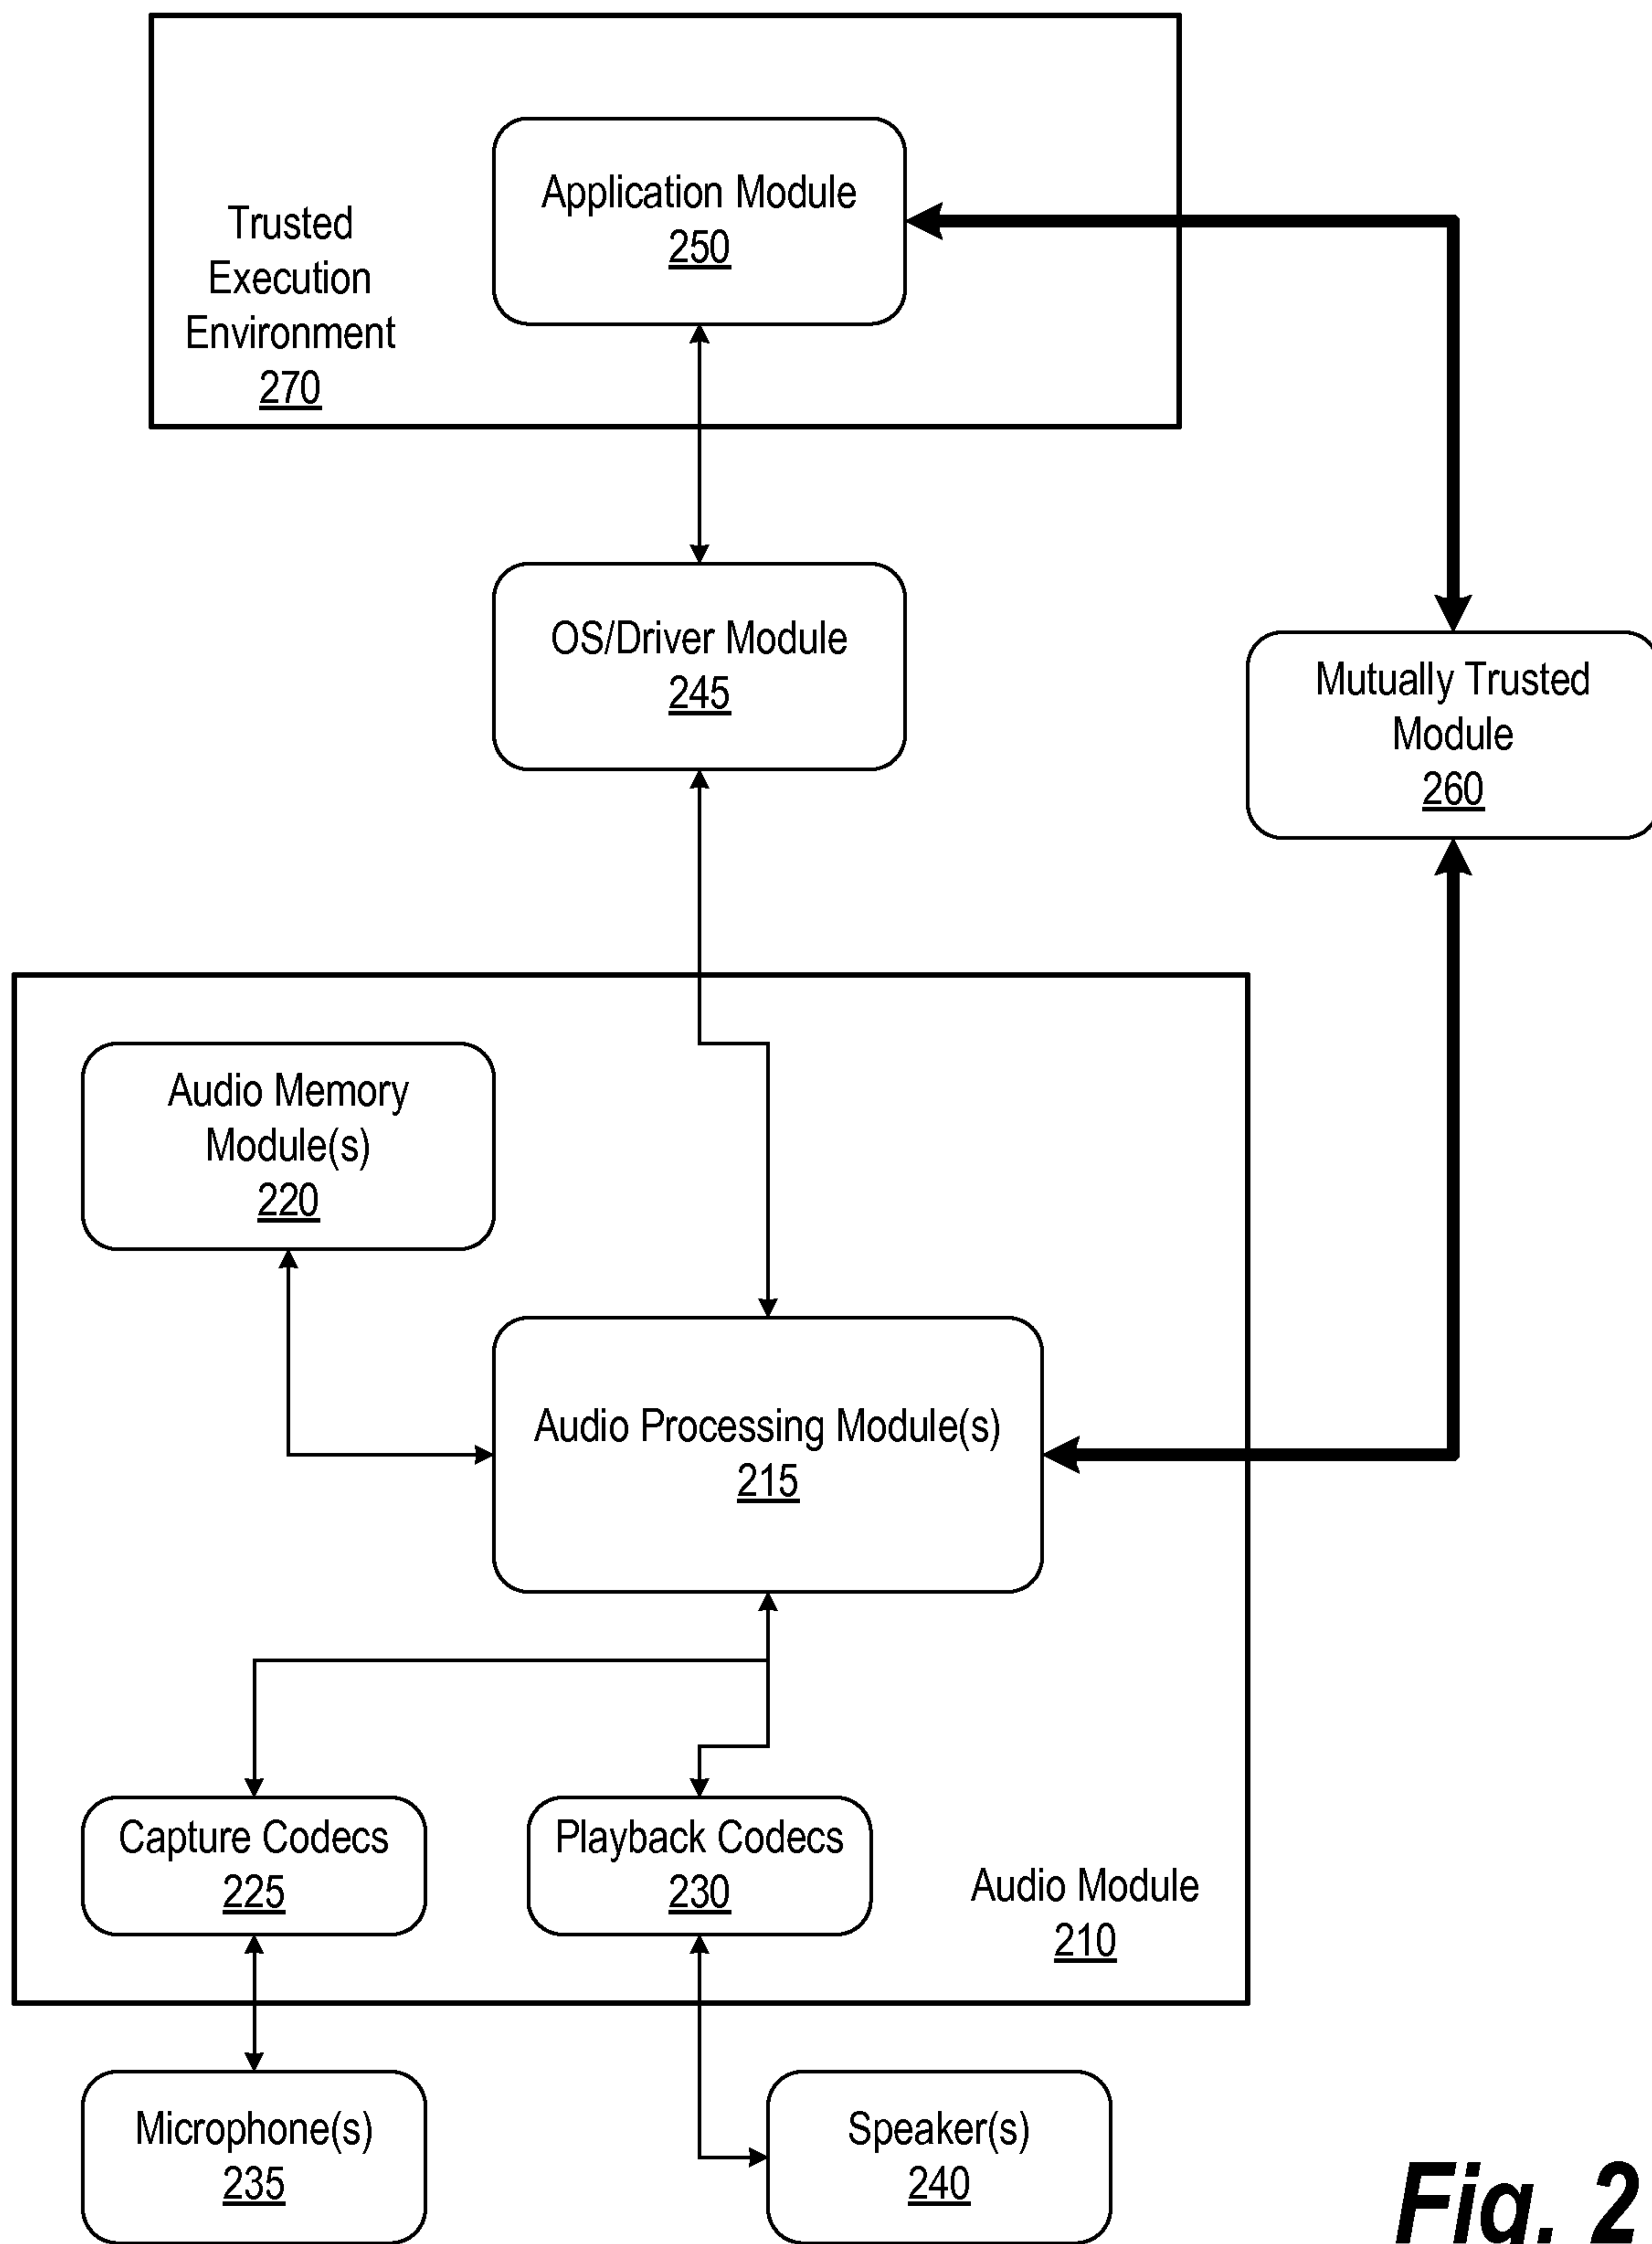 Application Module
250
Trusted
Execution
Environment
270
OS/Driver Module
245
Mutually Trusted
Module
260
Audio Memory
Module(s)
220
Audio Processing Module(s)
215
Capture Codecs
225
Playback Codecs
230
Audio Module
210
Microphone(s)
235
Speaker(s)
240
Fig. 2